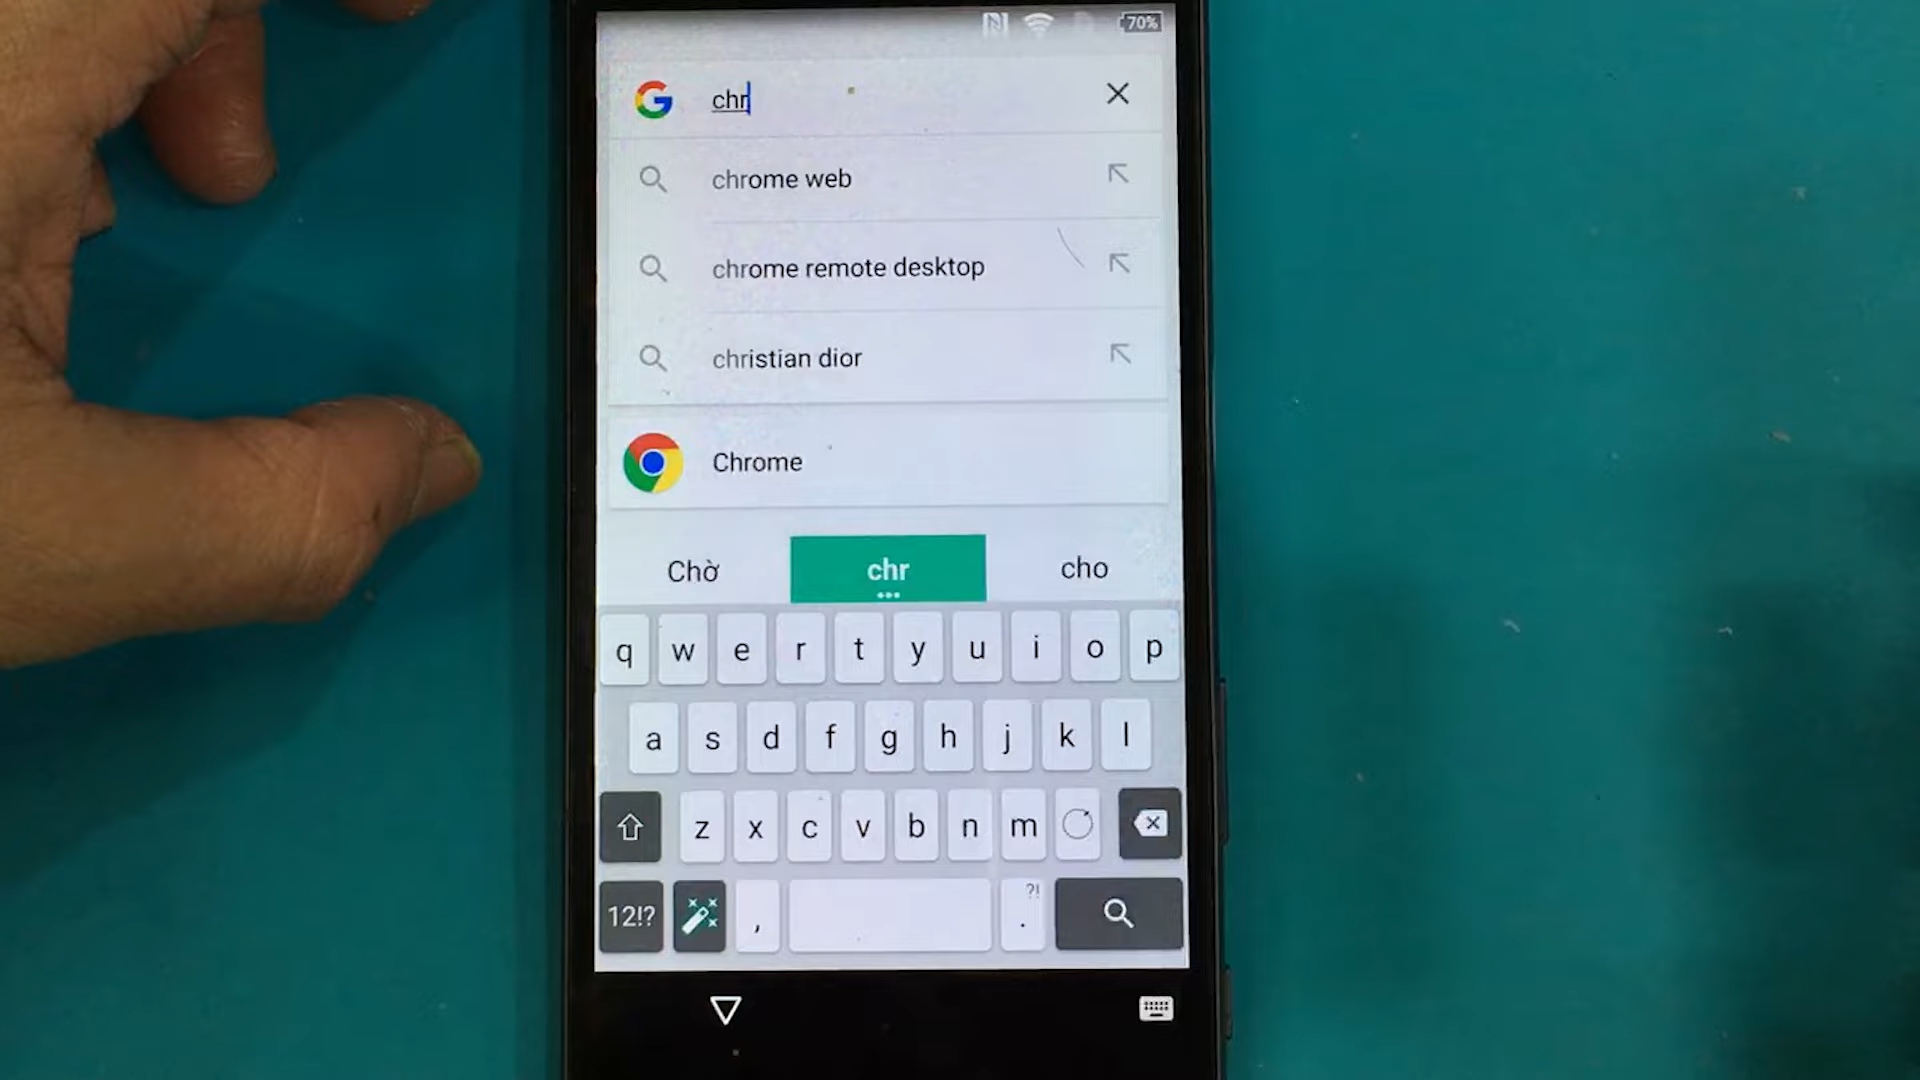 70%
chr
chrome web
chrome remote desktop
christian dior
Chrome
Chờ chr cho
q w e r t y u i o p
a s d f g h j k l
z x c v b n m
12!? , . ?!